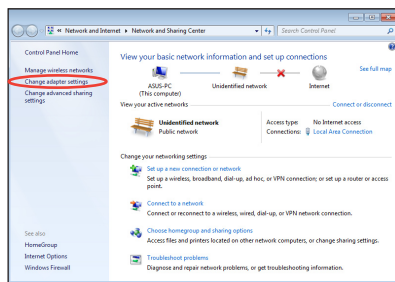 « Network and Internet ▸ Network and Sharing Center
Search Control Panel
Control Panel Home
Manage wireless networks
Change adapter settings
Change advanced sharing
settings
See also
HomeGroup
Internet Options
Windows Firewall
View your basic network information and set up connections
See full map
ASUS-PC
(This computer)
Unidentified network
Internet
View your active networks
Connect or disconnect
Unidentified network
Public network
Access type: No Internet access
Connections: Local Area Connection
Change your networking settings
Set up a new connection or network
Set up a wireless, broadband, dial-up, ad hoc, or VPN connection; or set up a router or access
point.
Connect to a network
Connect or reconnect to a wireless, wired, dial-up, or VPN network connection.
Choose homegroup and sharing options
Access files and printers located on other network computers, or change sharing settings.
Troubleshoot problems
Diagnose and repair network problems, or get troubleshooting information.